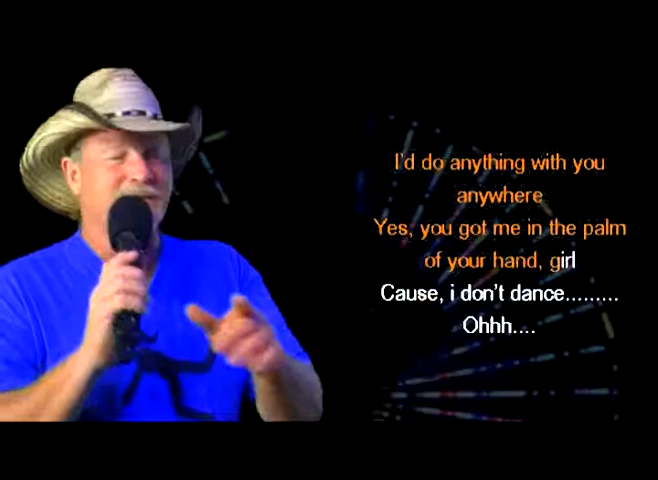 I'd do anything with you
anywhere
Yes, you got me in the palm
of your hand, girl
Cause, i don't dance.........
Ohhh....